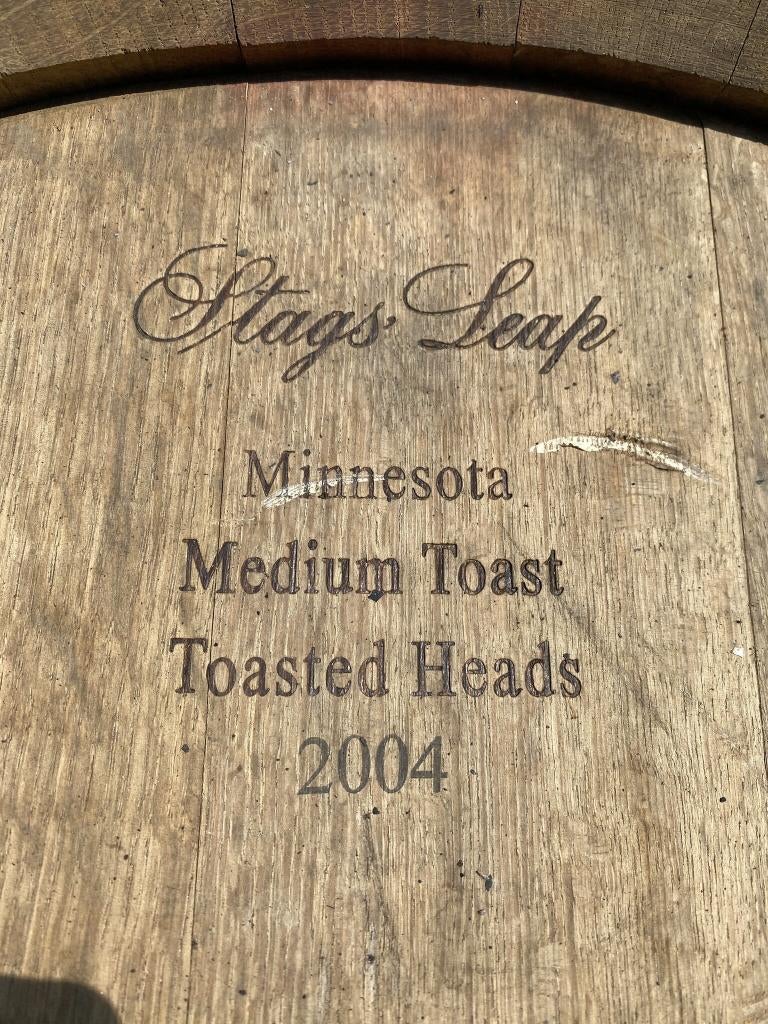 Stags' Leap
Minnesota
Medium Toast
Toasted Heads
2004